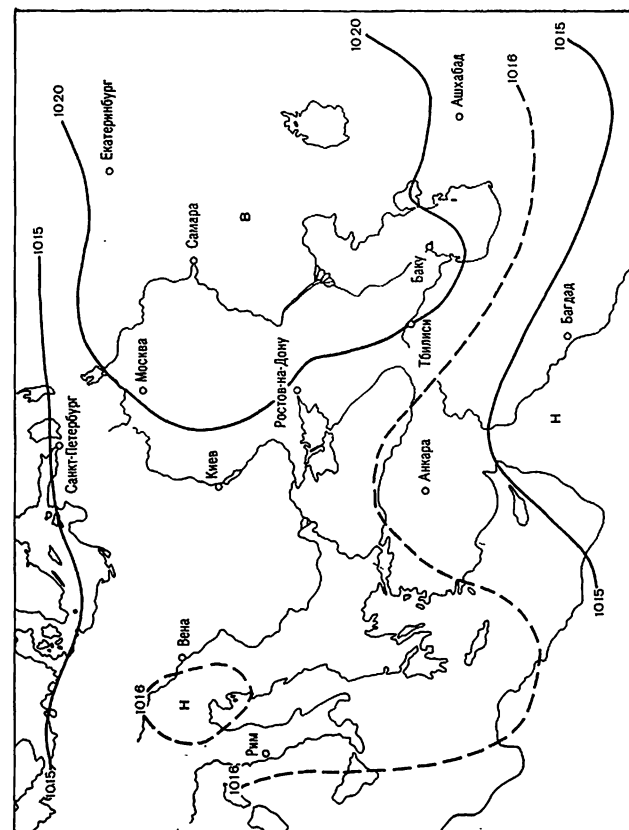 1015
1020
Санкт-Петербург
Екатеринбург
1015
1016
Москва
Н
Вена
Самара
Киев
1016
В
Рим
Ростов-на-Дону
1020
Баку
Анкара
Тбилиси
Ашхабад
1016
Н
1015
Багдад
1015